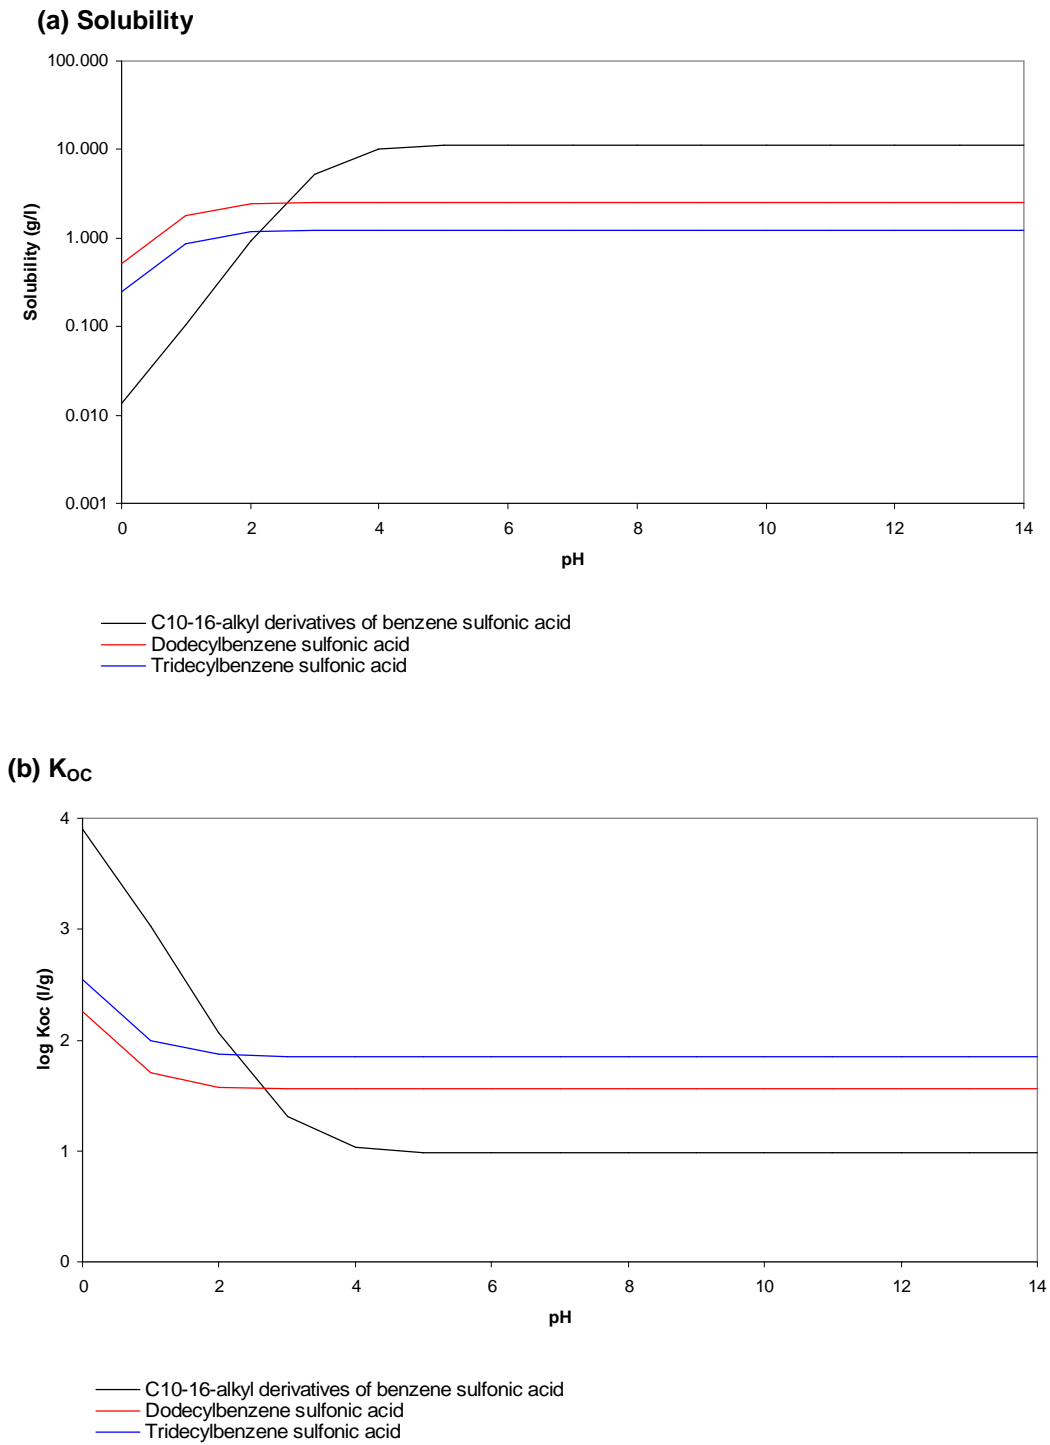 (a) Solubility
100.000
10.000
1.000
0.100
0.010
0.001
Solubility (g/l)
0 2 4 6 8 10 12 14
pH
C10-16-alkyl derivatives of benzene sulfonic acid
Dodecylbenzene sulfonic acid
Tridecylbenzene sulfonic acid
(b) KOC
4
3
2
1
0
log Koc (l/g)
0 2 4 6 8 10 12 14
pH
C10-16-alkyl derivatives of benzene sulfonic acid
Dodecylbenzene sulfonic acid
Tridecylbenzene sulfonic acid